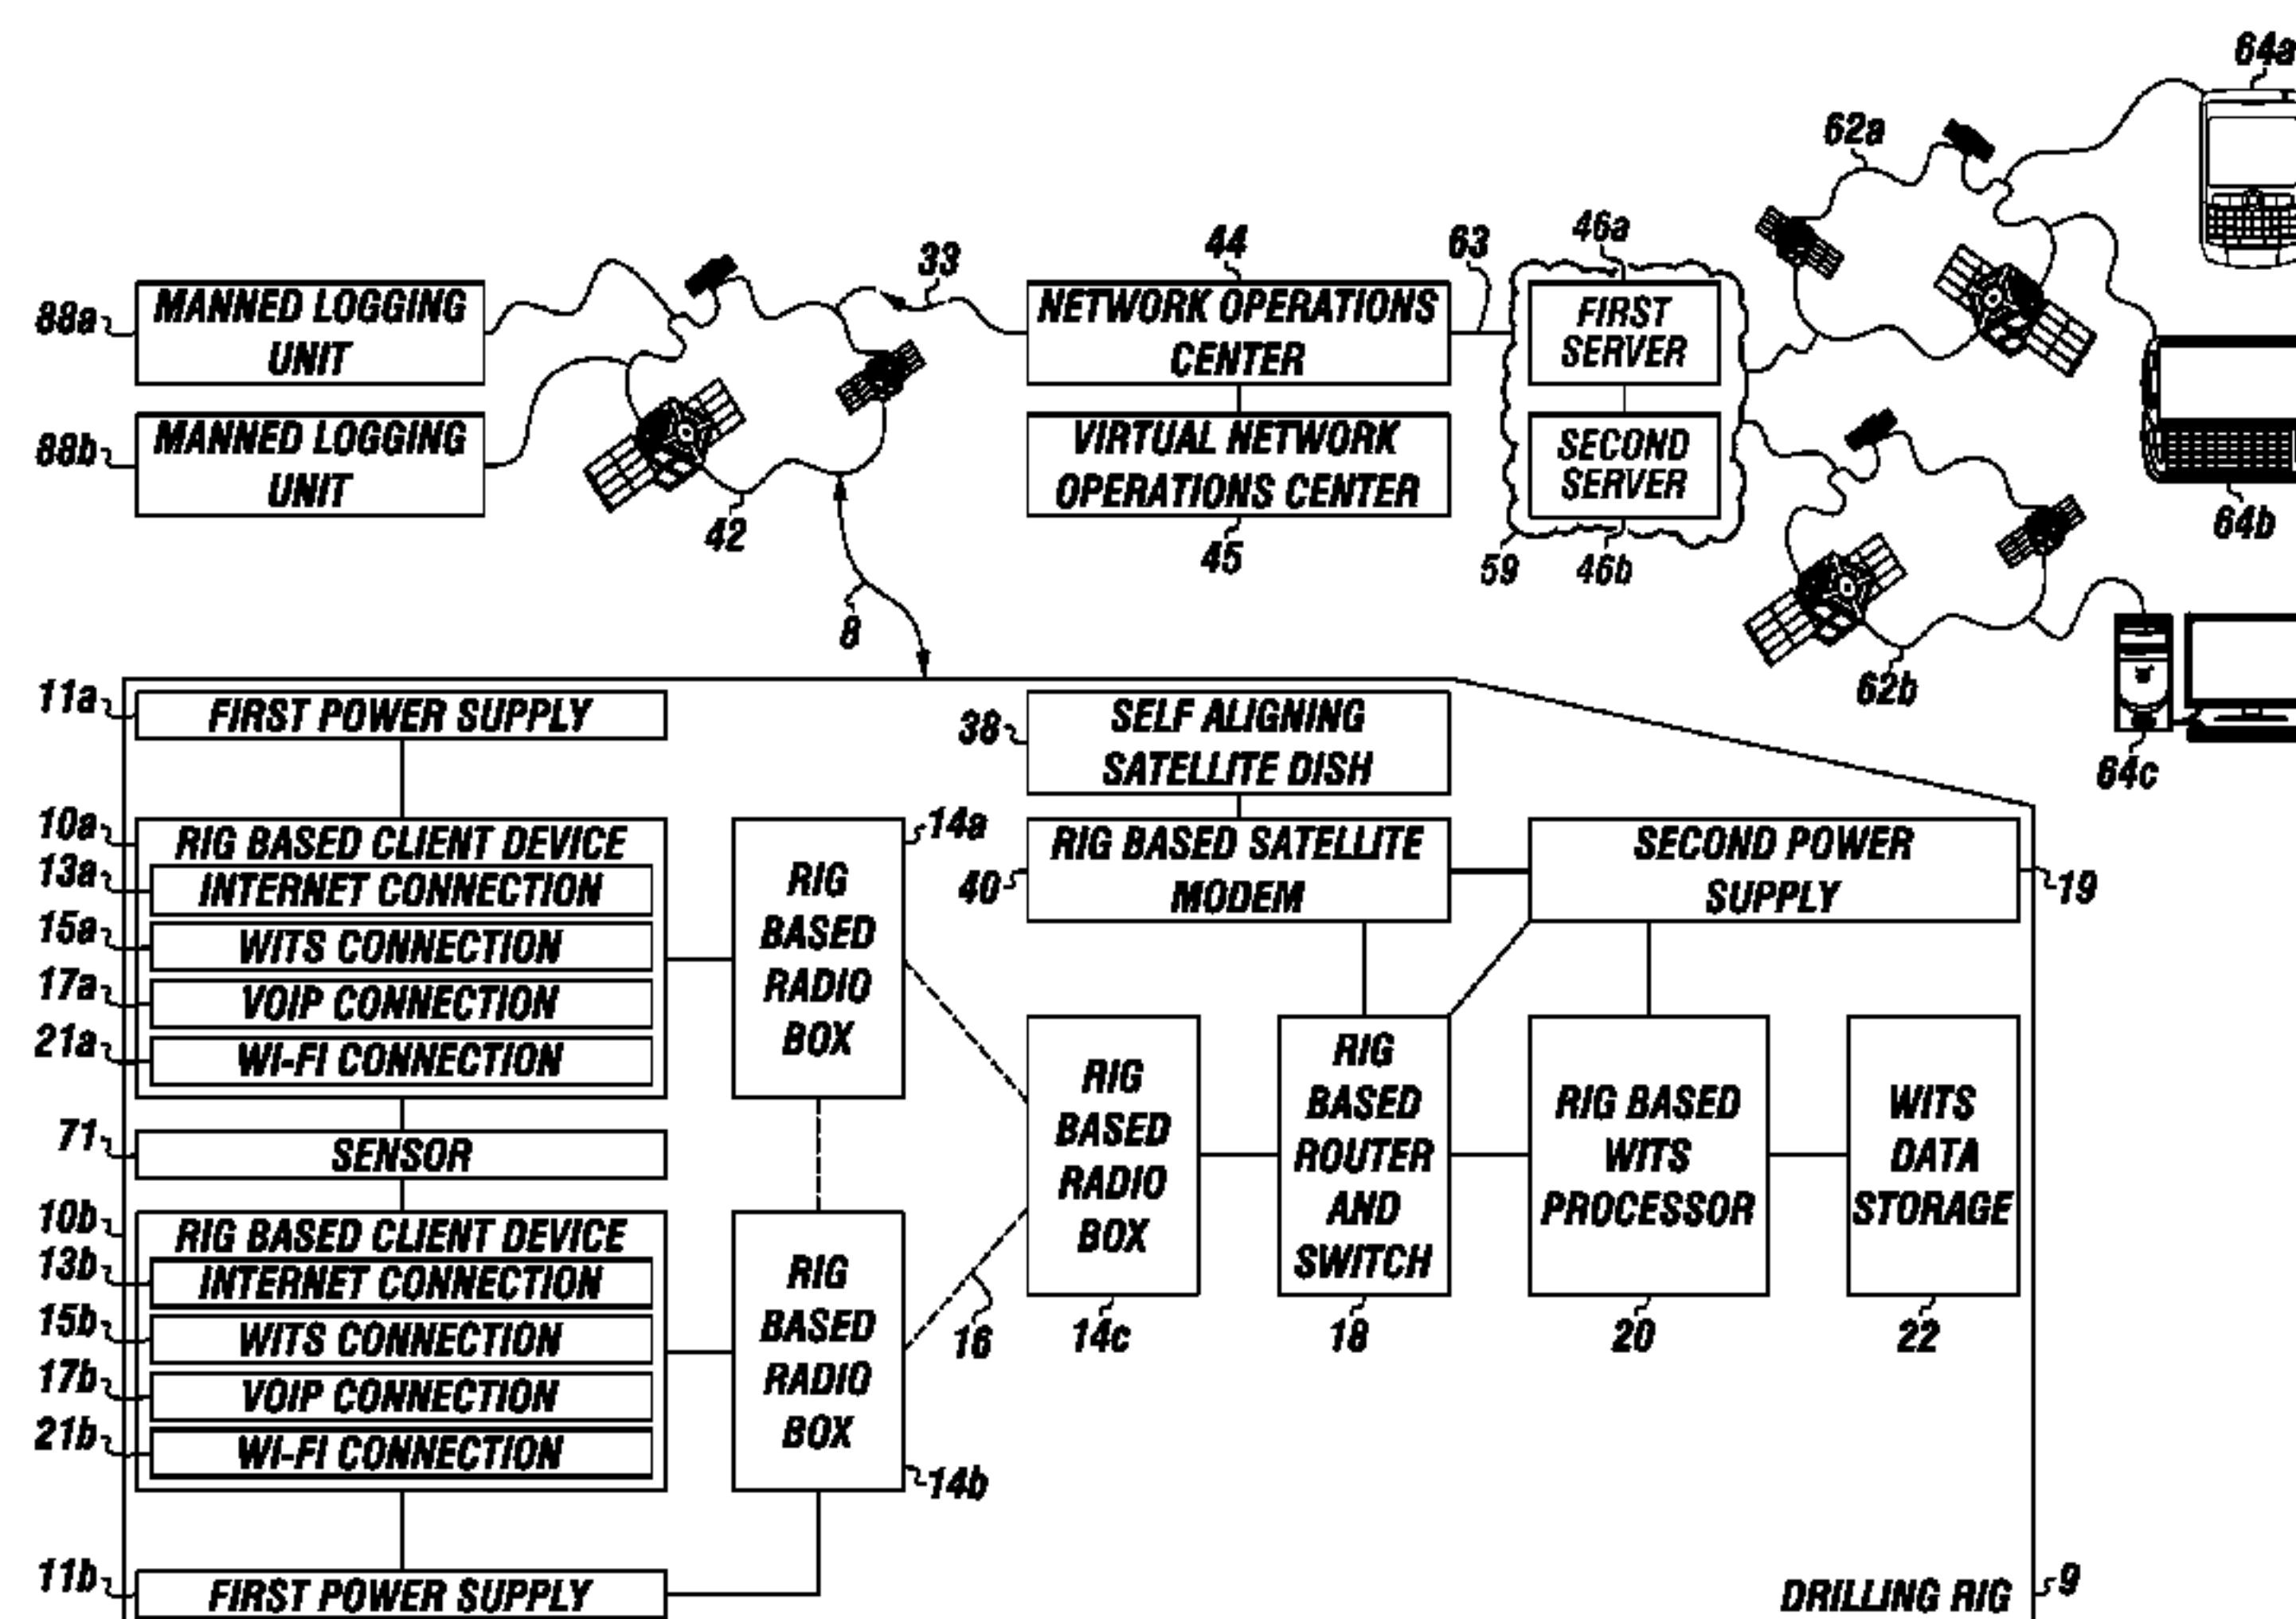 64a
62a
46a
44
63
33
88a
MANNED LOGGING
UNIT
NETWORK OPERATIONS
CENTER
FIRST
SERVER
88b
MANNED LOGGING
UNIT
VIRTUAL NETWORK
OPERATIONS CENTER
SECOND
SERVER
42
45
59
46b
64b
8
62b
64c
11a
FIRST POWER SUPPLY
38
SELF ALIGNING
SATELLITE DISH
10a
RIG BASED CLIENT DEVICE
13a
INTERNET CONNECTION
15a
WITS CONNECTION
17a
VOIP CONNECTION
21a
WI-FI CONNECTION
14a
RIG
BASED
RADIO
BOX
40
RIG BASED SATELLITE
MODEM
SECOND POWER
SUPPLY
19
71
SENSOR
10b
RIG BASED CLIENT DEVICE
13b
INTERNET CONNECTION
15b
WITS CONNECTION
17b
VOIP CONNECTION
21b
WI-FI CONNECTION
RIG
BASED
RADIO
BOX
14b
16
RIG
BASED
RADIO
BOX
14c
RIG
BASED
ROUTER
AND
SWITCH
18
RIG BASED
WITS
PROCESSOR
20
WITS
DATA
STORAGE
22
11b
FIRST POWER SUPPLY
DRILLING RIG
9